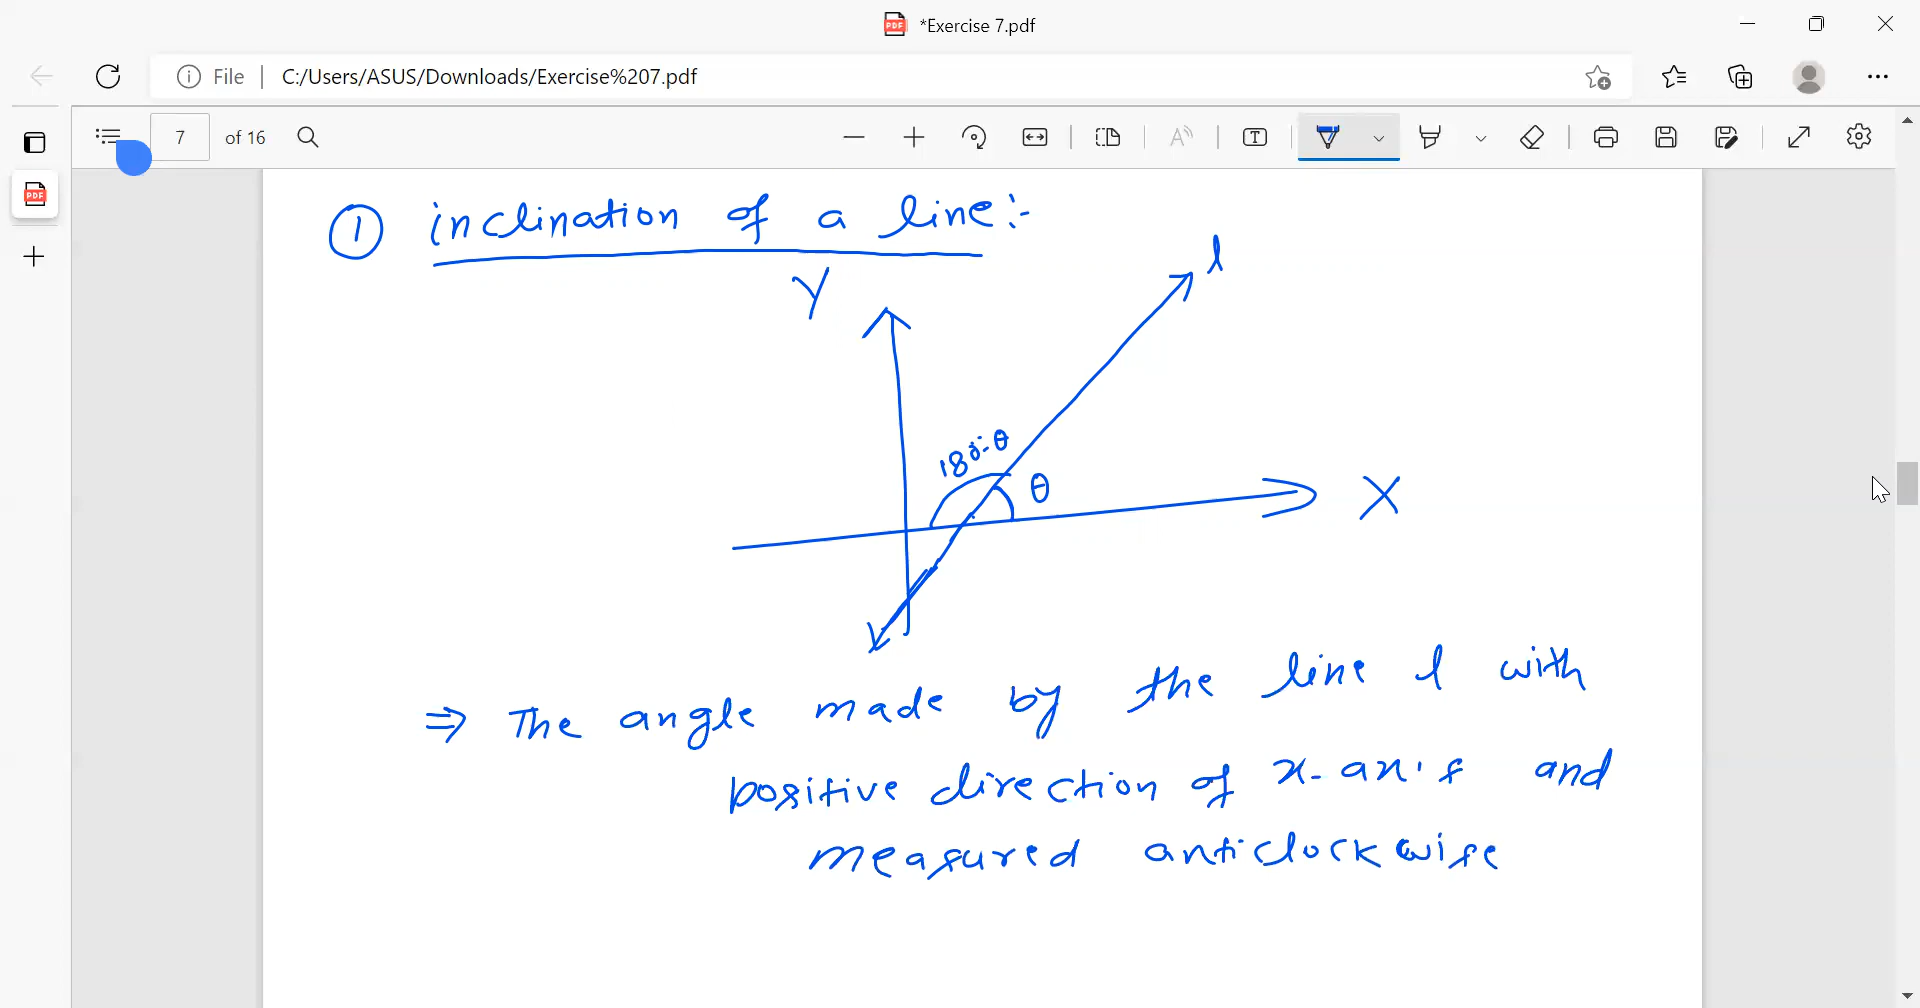 *Exercise 7.pdf
File C:/Users/ASUS/Downloads/Exercise%207.pdf
7 of 16
① inclination of a line :-
Y
l
180°-θ
θ
X
⇒ The angle made by the line l with
positive direction of x-axis and
measured anticlockwise